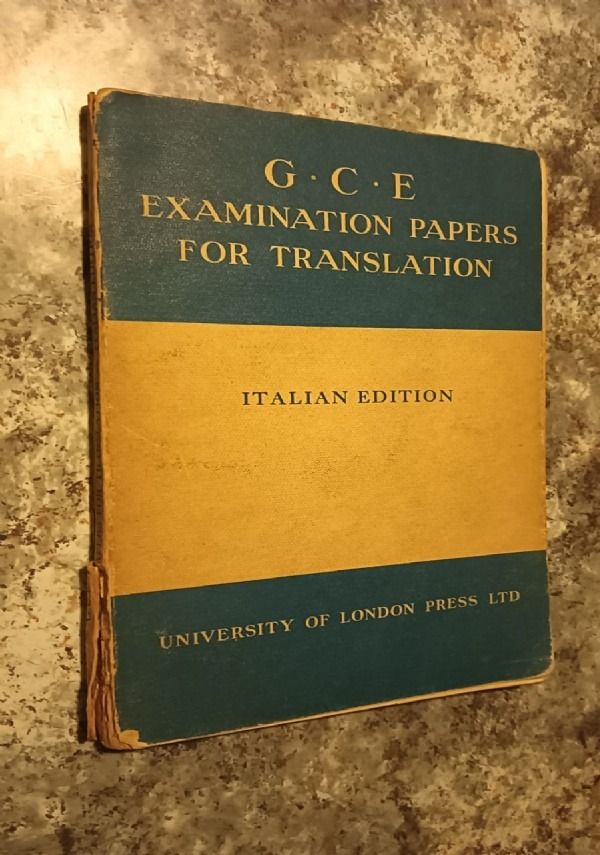 G · C · E
EXAMINATION PAPERS
FOR TRANSLATION
ITALIAN EDITION
UNIVERSITY OF LONDON PRESS LTD